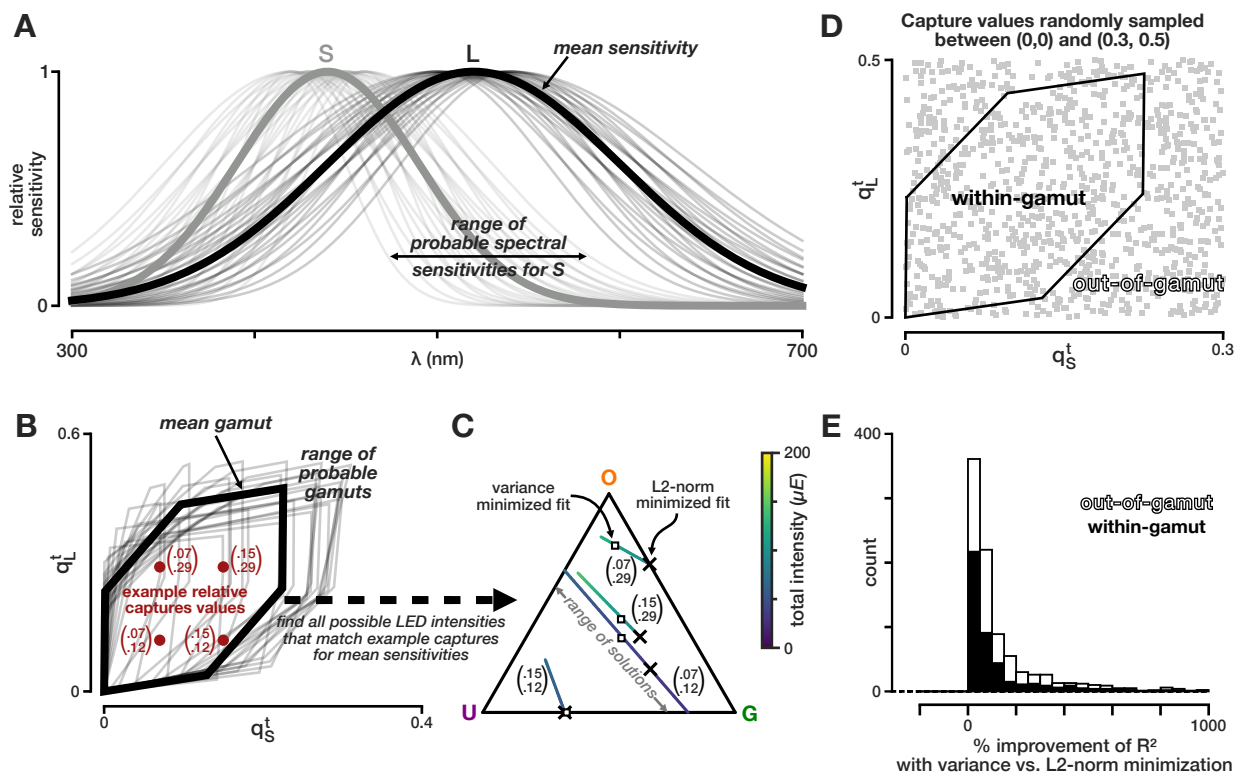 A
S
L
mean sensitivity
1
relative
sensitivity
range of
probable spectral
sensitivities for S
0
300
λ (nm)
700
B
0.6
mean gamut
range of
probable
gamuts
q_L^t
(.07 .29)
(.15 .29)
example relative
captures values
(.07 .12)
(.15 .12)
0
0
q_S^t
0.4
find all possible LED intensities
that match example captures
for mean sensitivities
C
O
variance
minimized fit
L2-norm
minimized fit
(.07 .29)
(.15 .29)
range of solutions
(.15 .12)
(.07 .12)
U
G
200
total intensity (μE)
0
D
Capture values randomly sampled
between (0,0) and (0.3, 0.5)
0.5
q_L^t
within-gamut
out-of-gamut
0
0
q_S^t
0.3
E
400
out-of-gamut
within-gamut
count
0
0
1000
% improvement of R²
with variance vs. L2-norm minimization